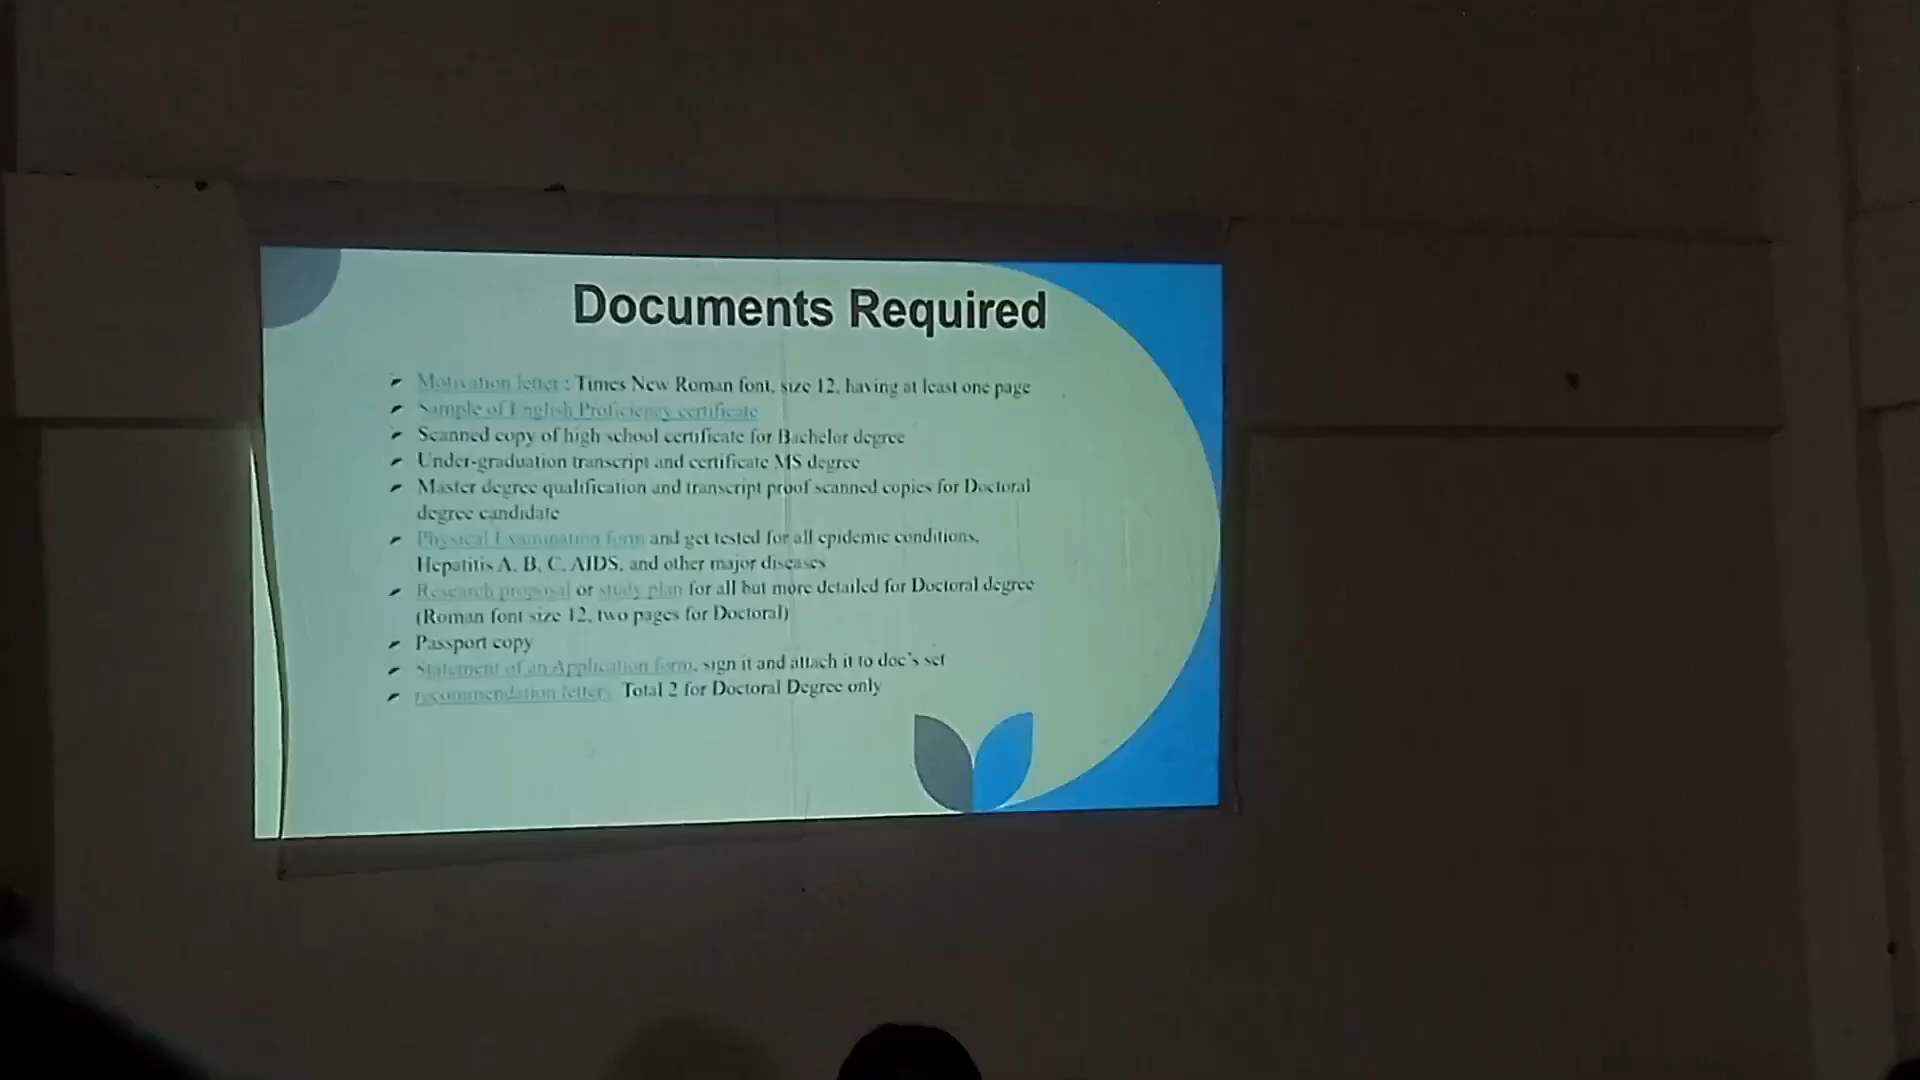 Documents Required
Motivation letter : Times New Roman font, size 12, having at least one page
Sample of English Proficiency certificate
Scanned copy of high school certificate for Bachelor degree
Under-graduation transcript and certificate MS degree
Master degree qualification and transcript proof scanned copies for Doctoral
degree candidate
Physical Examination form and get tested for all epidemic conditions,
Hepatitis A, B, C, AIDS, and other major diseases
Research proposal or study plan for all but more detailed for Doctoral degree
(Roman font size 12, two pages for Doctoral)
Passport copy
Statement of an Application form, sign it and attach it to doc's set
recommendation letters Total 2 for Doctoral Degree only